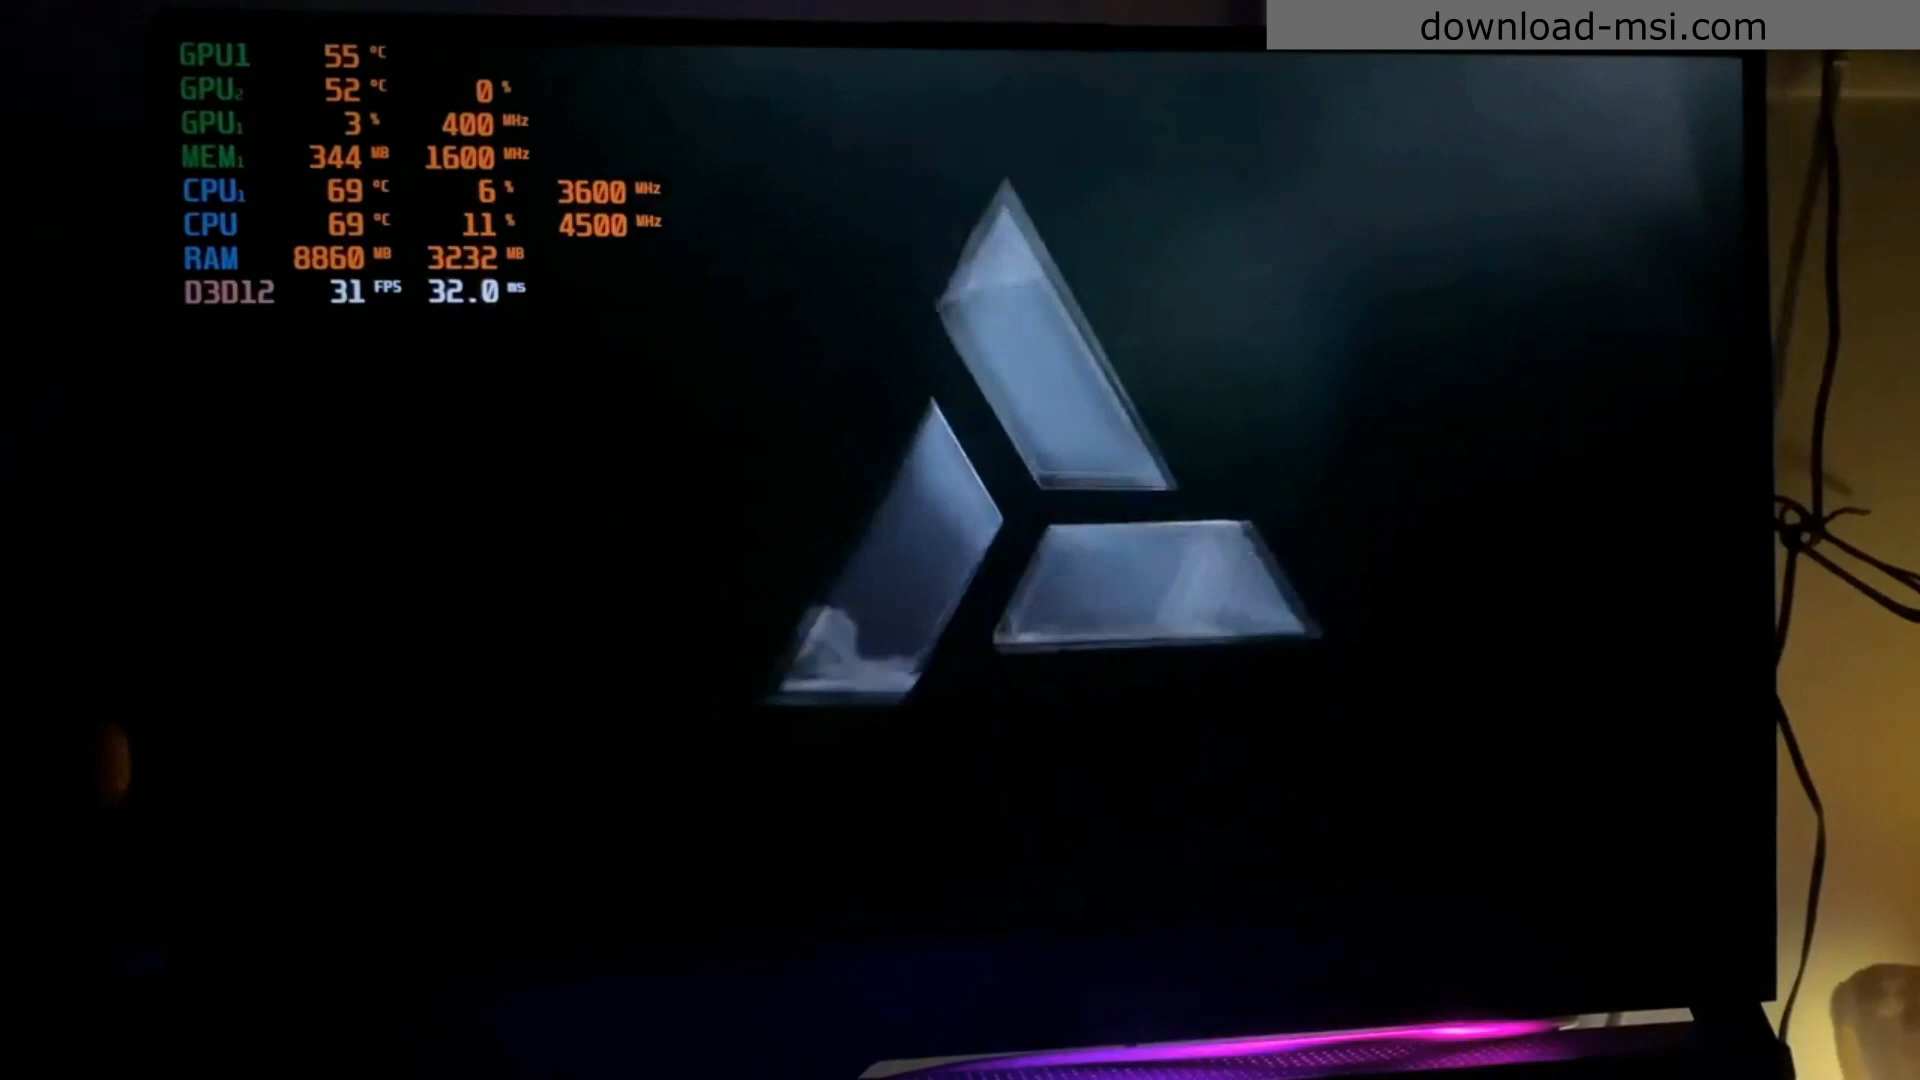 download-msi.com
GPU1 55 °C
GPU2 52 °C 0 %
GPU1 3 % 400 MHz
MEM1 344 MB 1600 MHz
CPU1 69 °C 6 % 3600 MHz
CPU 69 °C 11 % 4500 MHz
RAM 8860 MB 3232 MB
D3D12 31 FPS 32.0 ms